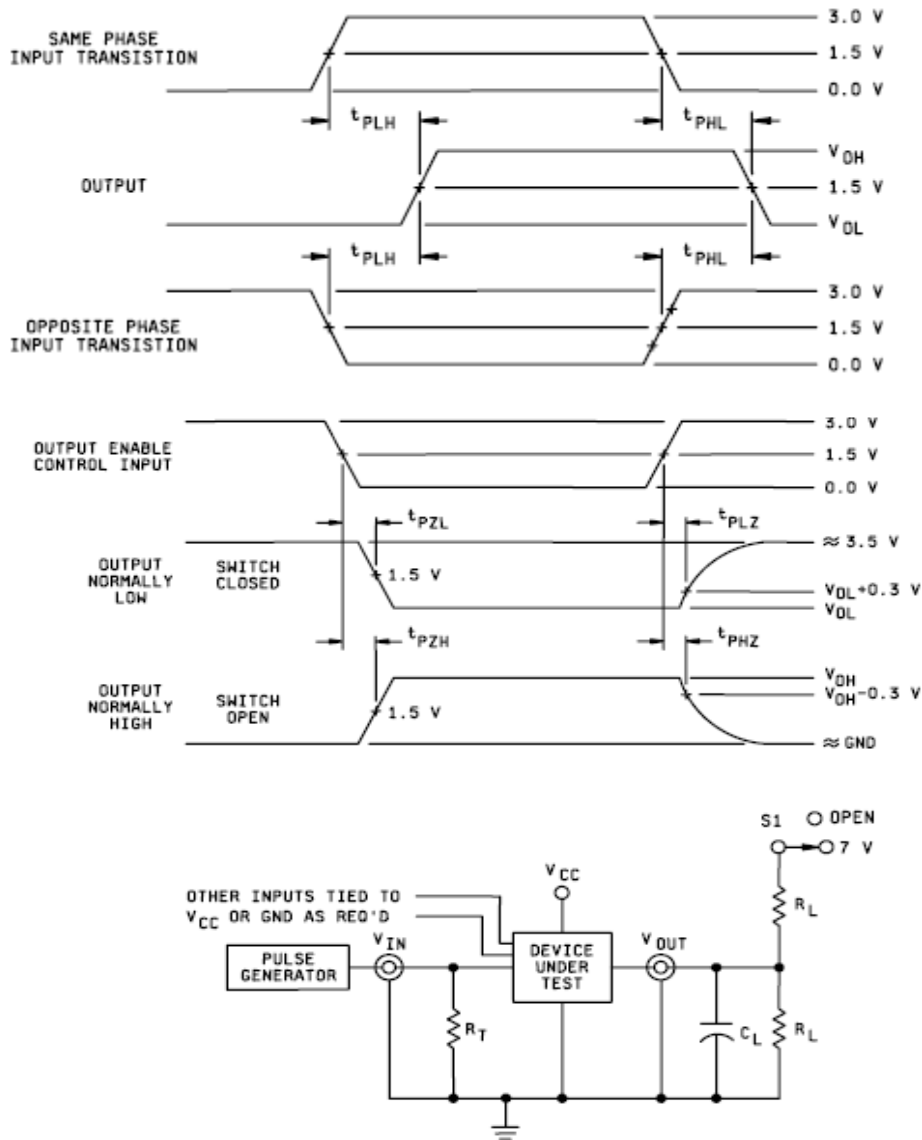 SAME PHASE
INPUT TRANSISTION
3.0 V
1.5 V
0.0 V
tPLH
tPHL
OUTPUT
VOH
1.5 V
VOL
tPLH
tPHL
OPPOSITE PHASE
INPUT TRANSISTION
3.0 V
1.5 V
0.0 V
OUTPUT ENABLE
CONTROL INPUT
3.0 V
1.5 V
0.0 V
tPZL
tPLZ
OUTPUT
NORMALLY
LOW
SWITCH
CLOSED
1.5 V
≈ 3.5 V
VOL+0.3 V
VOL
tPZH
tPHZ
OUTPUT
NORMALLY
HIGH
SWITCH
OPEN
1.5 V
VOH
VOH-0.3 V
≈ GND
S1 OPEN
7 V
VCC
RL
OTHER INPUTS TIED TO
VCC OR GND AS REQ'D
VIN
VOUT
PULSE
GENERATOR
DEVICE
UNDER
TEST
RT
CL
RL